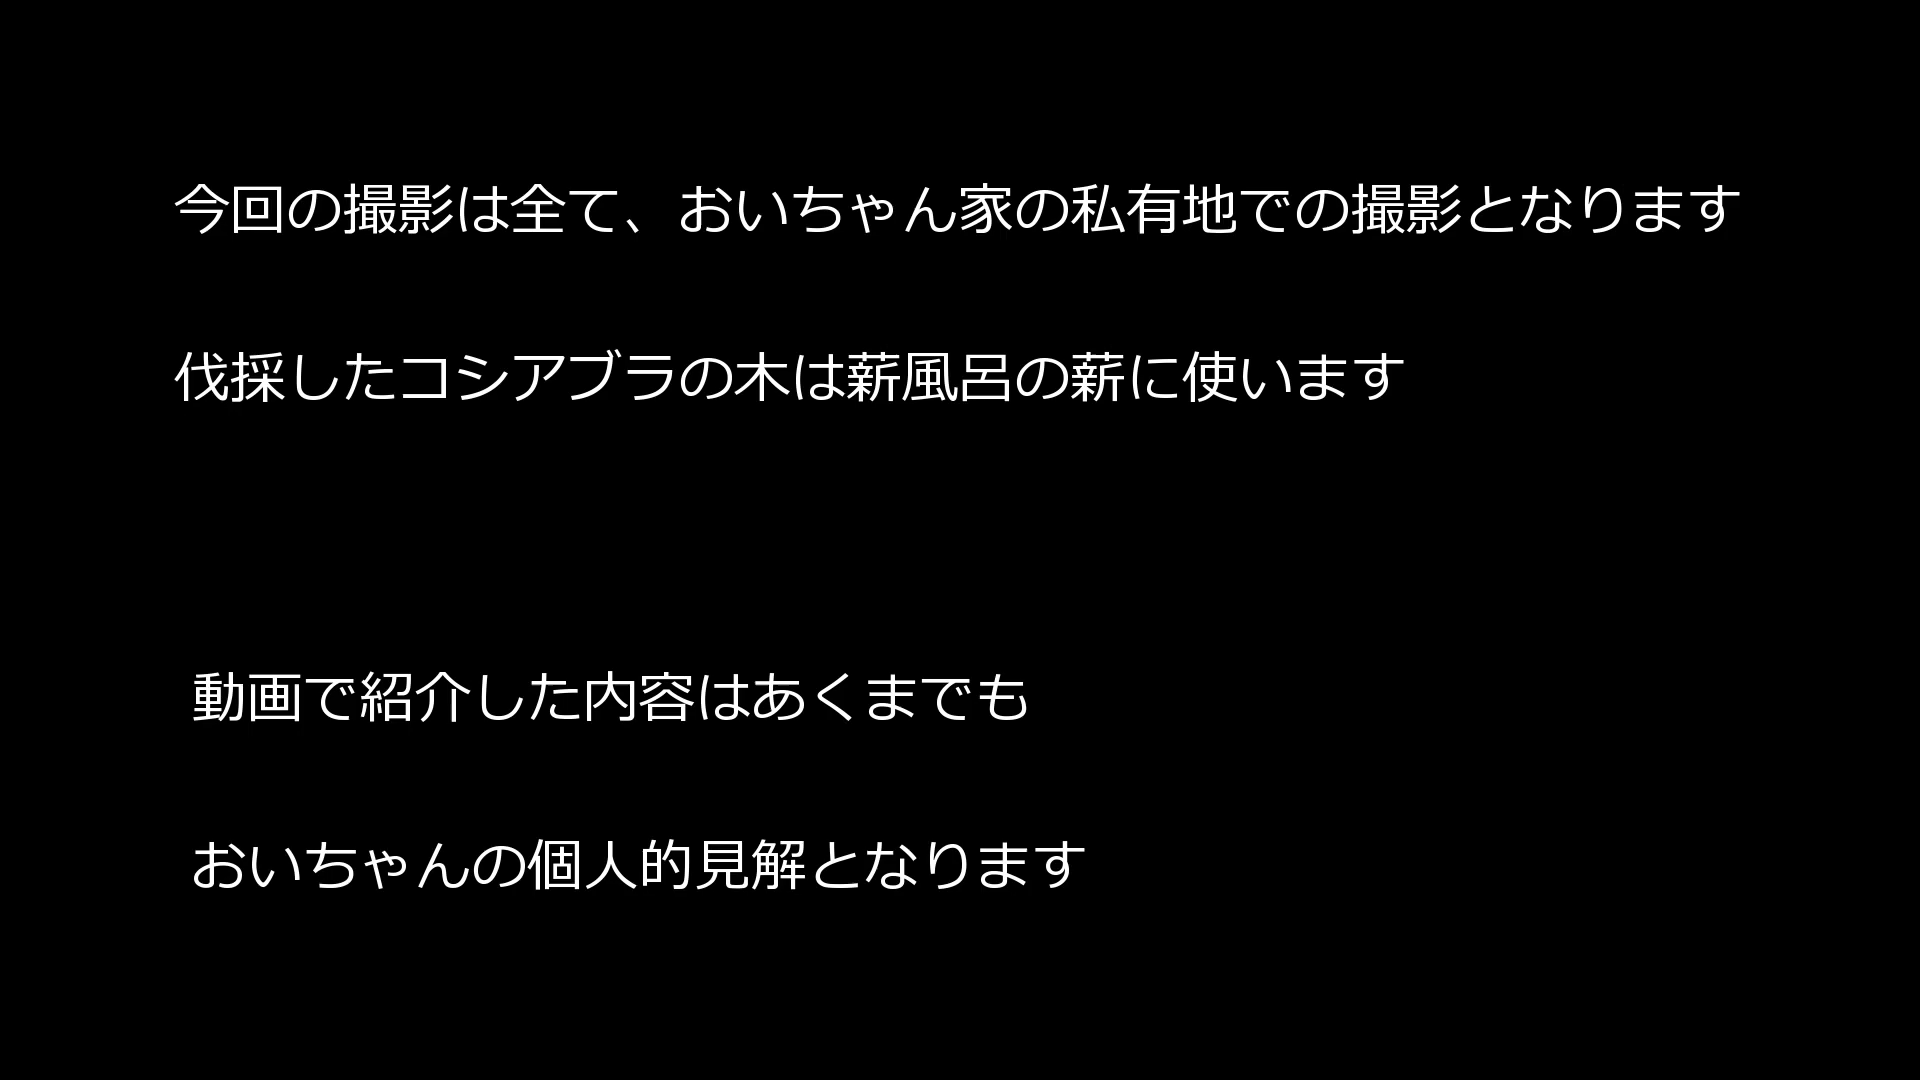 今回の撮影は全て、おいちゃん家の私有地での撮影となります
伐採したコシアブラの木は薪風呂の薪に使います
動画で紹介した内容はあくまでも
おいちゃんの個人的見解となります